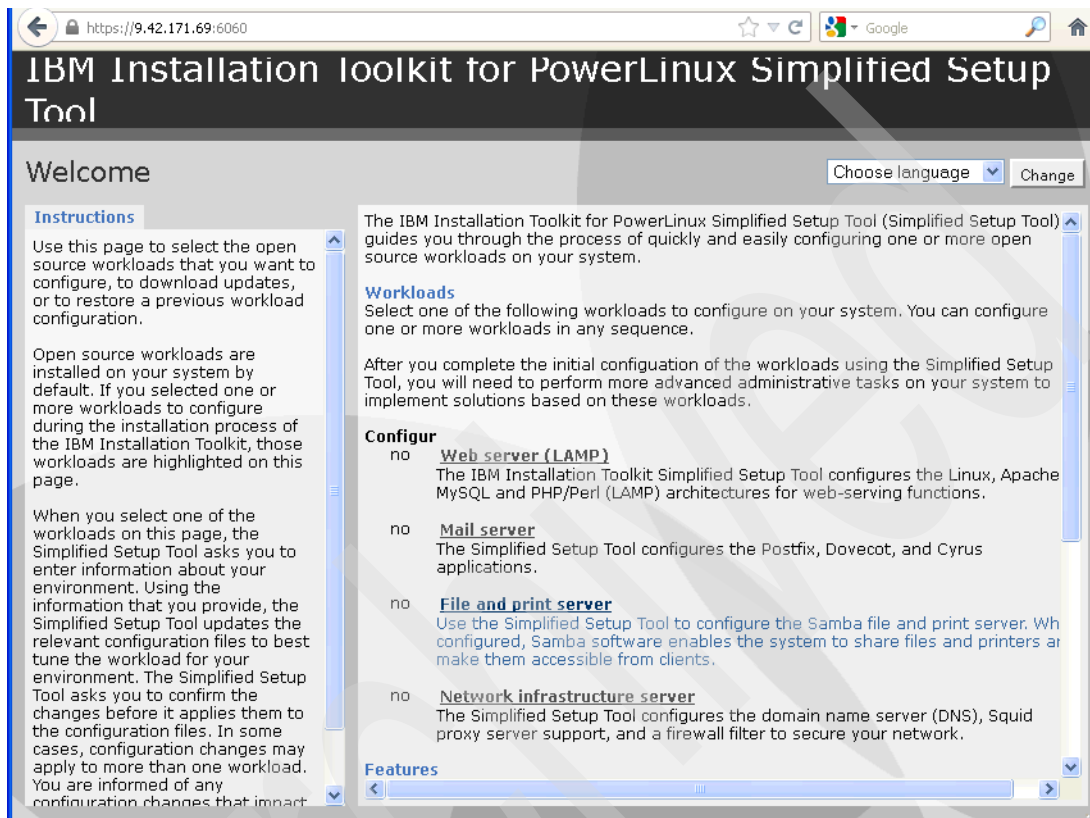 https://9.42.171.69:6060
Google
IBM Installation Toolkit for PowerLinux Simplified Setup
Tool
Welcome
Choose language
Change
Instructions
Use this page to select the open
source workloads that you want to
configure, to download updates,
or to restore a previous workload
configuration.
Open source workloads are
installed on your system by
default. If you selected one or
more workloads to configure
during the installation process of
the IBM Installation Toolkit, those
workloads are highlighted on this
page.
When you select one of the
workloads on this page, the
Simplified Setup Tool asks you to
enter information about your
environment. Using the
information that you provide, the
Simplified Setup Tool updates the
relevant configuration files to best
tune the workload for your
environment. The Simplified Setup
Tool asks you to confirm the
changes before it applies them to
the configuration files. In some
cases, configuration changes may
apply to more than one workload.
You are informed of any
configuration changes that impact
The IBM Installation Toolkit for PowerLinux Simplified Setup Tool (Simplified Setup Tool)
guides you through the process of quickly and easily configuring one or more open
source workloads on your system.
Workloads
Select one of the following workloads to configure on your system. You can configure
one or more workloads in any sequence.
After you complete the initial configuation of the workloads using the Simplified Setup
Tool, you will need to perform more advanced administrative tasks on your system to
implement solutions based on these workloads.
Configur
no Web server (LAMP)
The IBM Installation Toolkit Simplified Setup Tool configures the Linux, Apache
MySQL and PHP/Perl (LAMP) architectures for web-serving functions.
no Mail server
The Simplified Setup Tool configures the Postfix, Dovecot, and Cyrus
applications.
no File and print server
Use the Simplified Setup Tool to configure the Samba file and print server. Wh
configured, Samba software enables the system to share files and printers ar
make them accessible from clients.
no Network infrastructure server
The Simplified Setup Tool configures the domain name server (DNS), Squid
proxy server support, and a firewall filter to secure your network.
Features